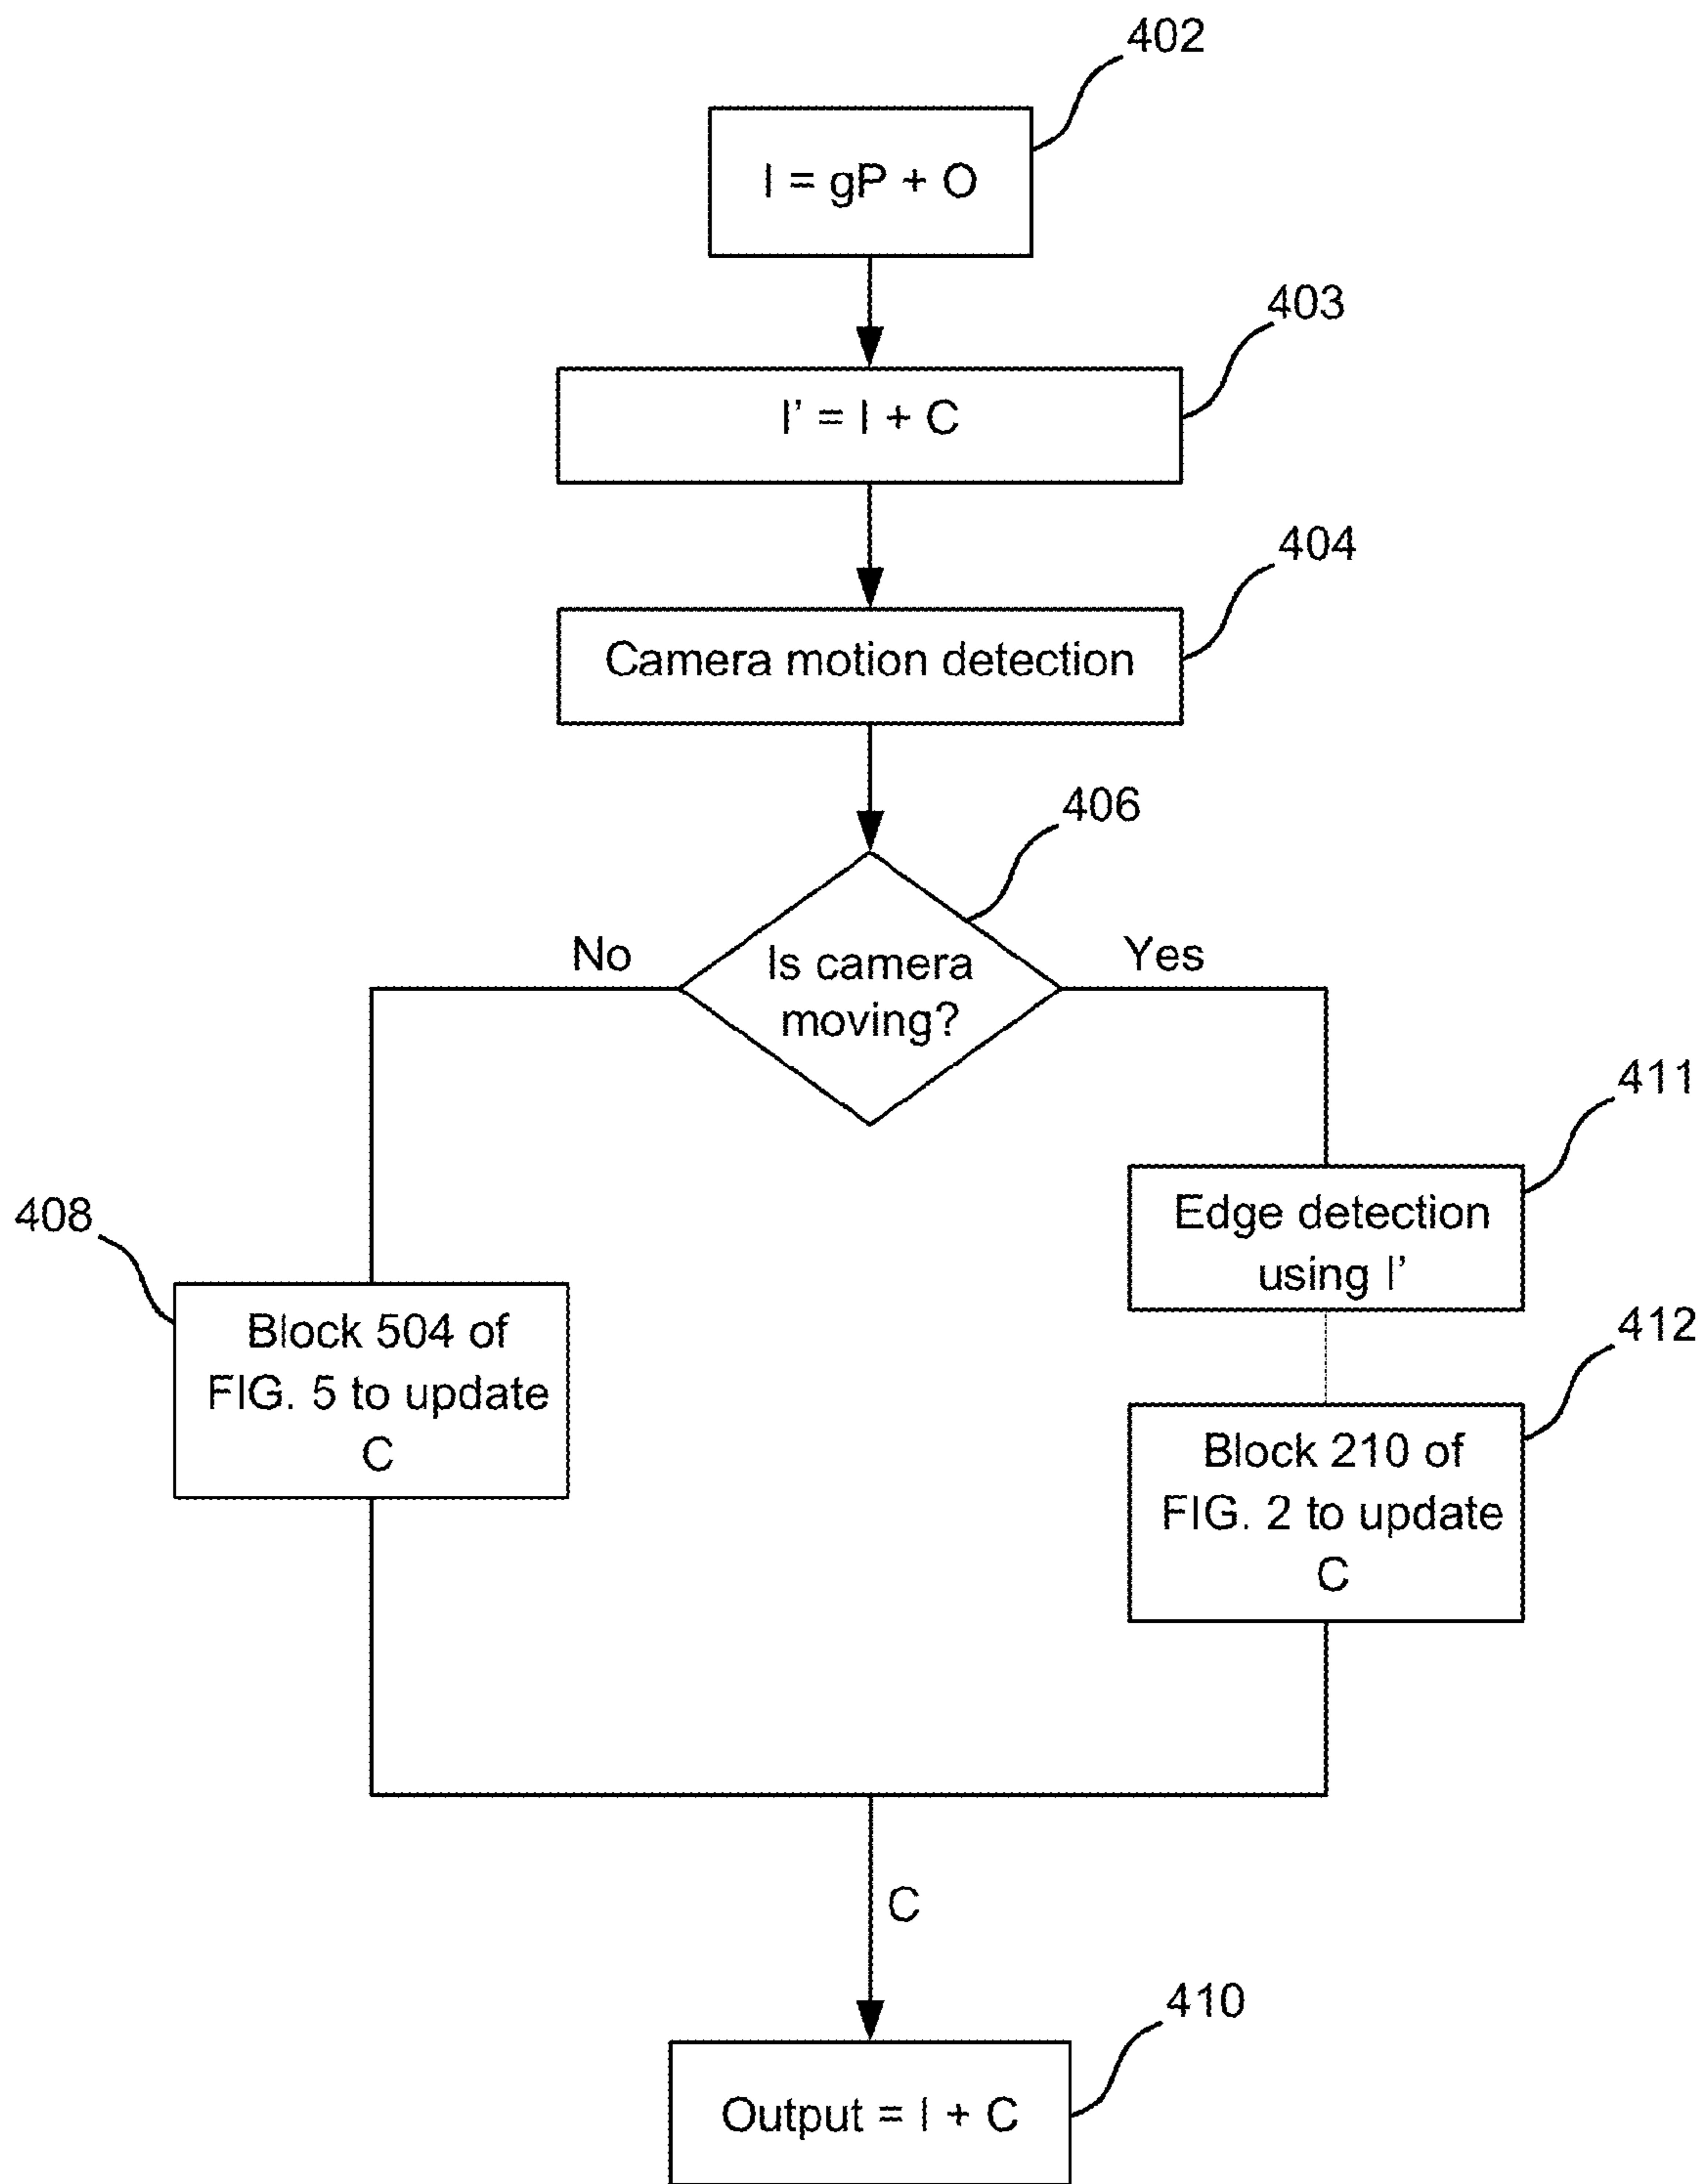 402
I = gP + O
403
I' = I + C
404
Camera motion detection
406
No
Is camera
moving?
Yes
411
Edge detection
using I'
408
Block 504 of
FIG. 5 to update
C
412
Block 210 of
FIG. 2 to update
C
C
410
Output = I + C